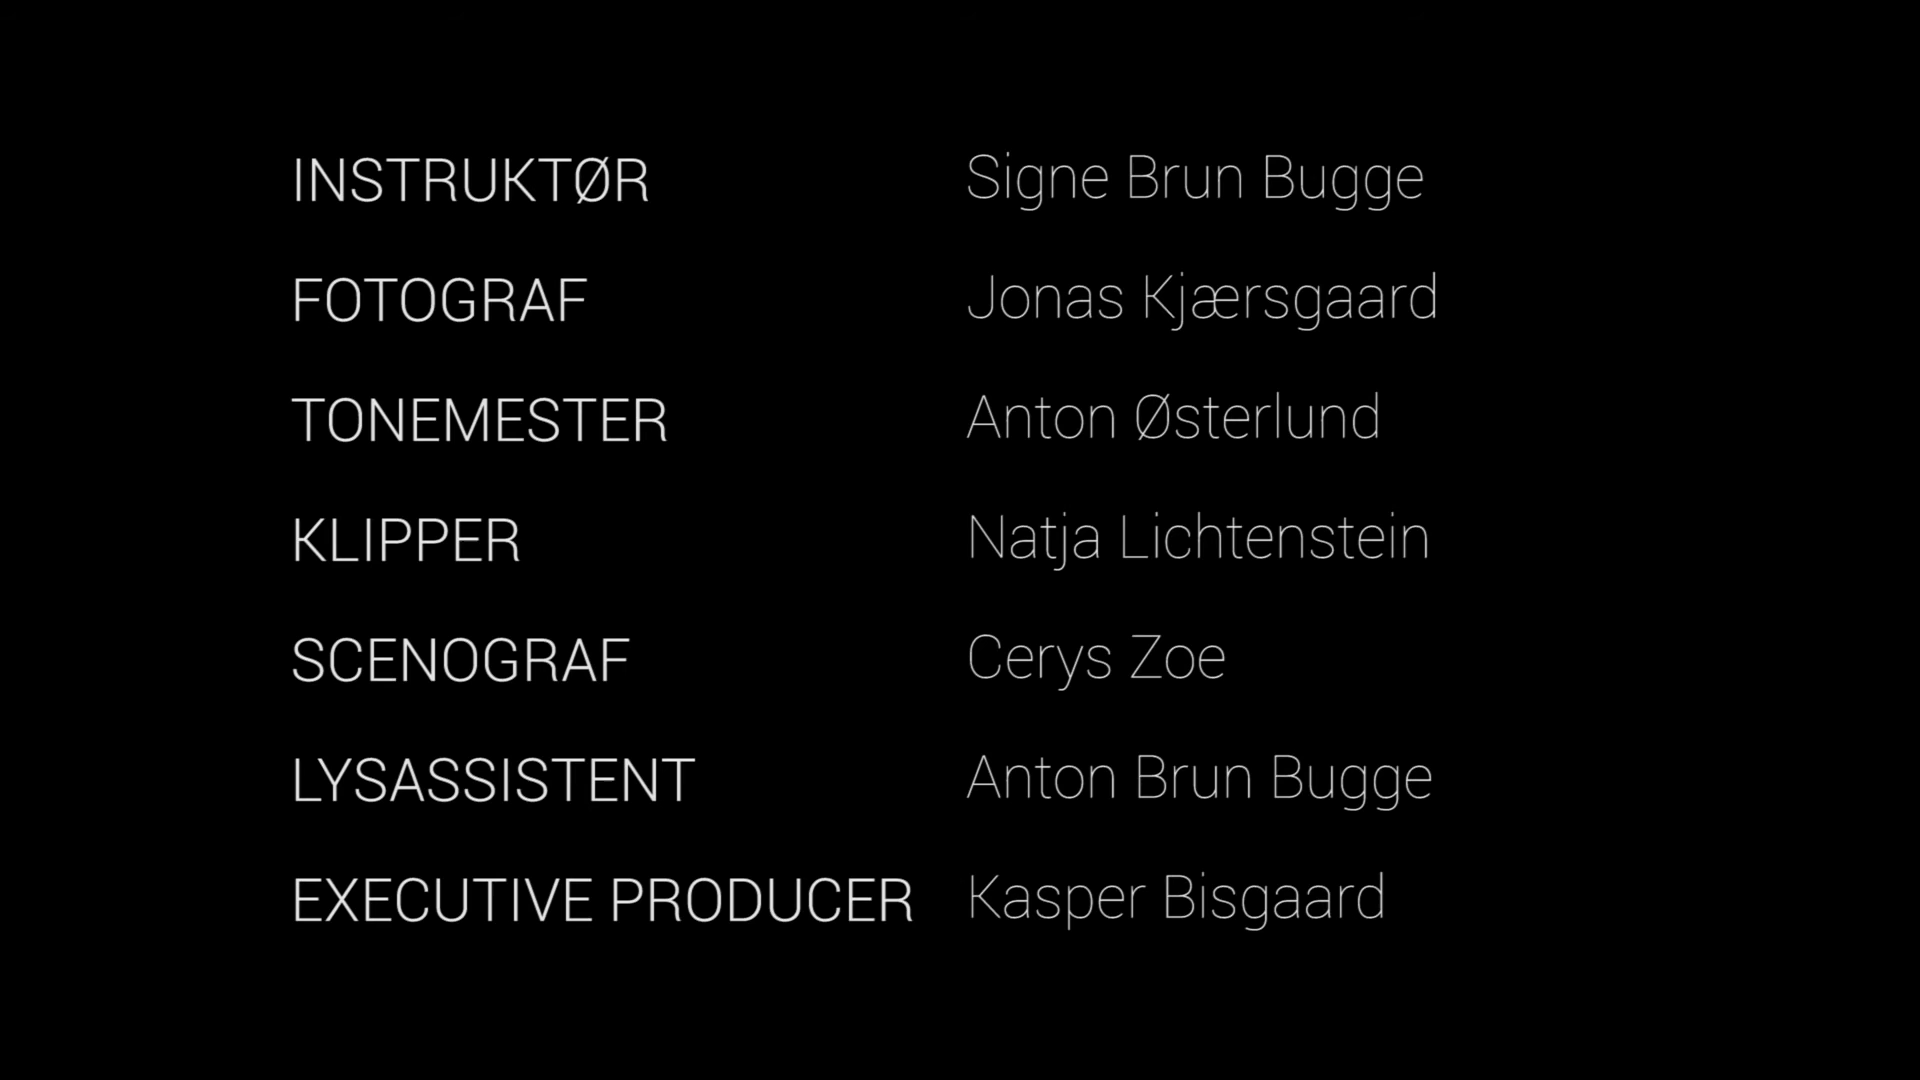 INSTRUKTØR Signe Brun Bugge
FOTOGRAF Jonas Kjærsgaard
TONEMESTER Anton Østerlund
KLIPPER Natja Lichtenstein
SCENOGRAF Cerys Zoe
LYSASSISTENT Anton Brun Bugge
EXECUTIVE PRODUCER Kasper Bisgaard